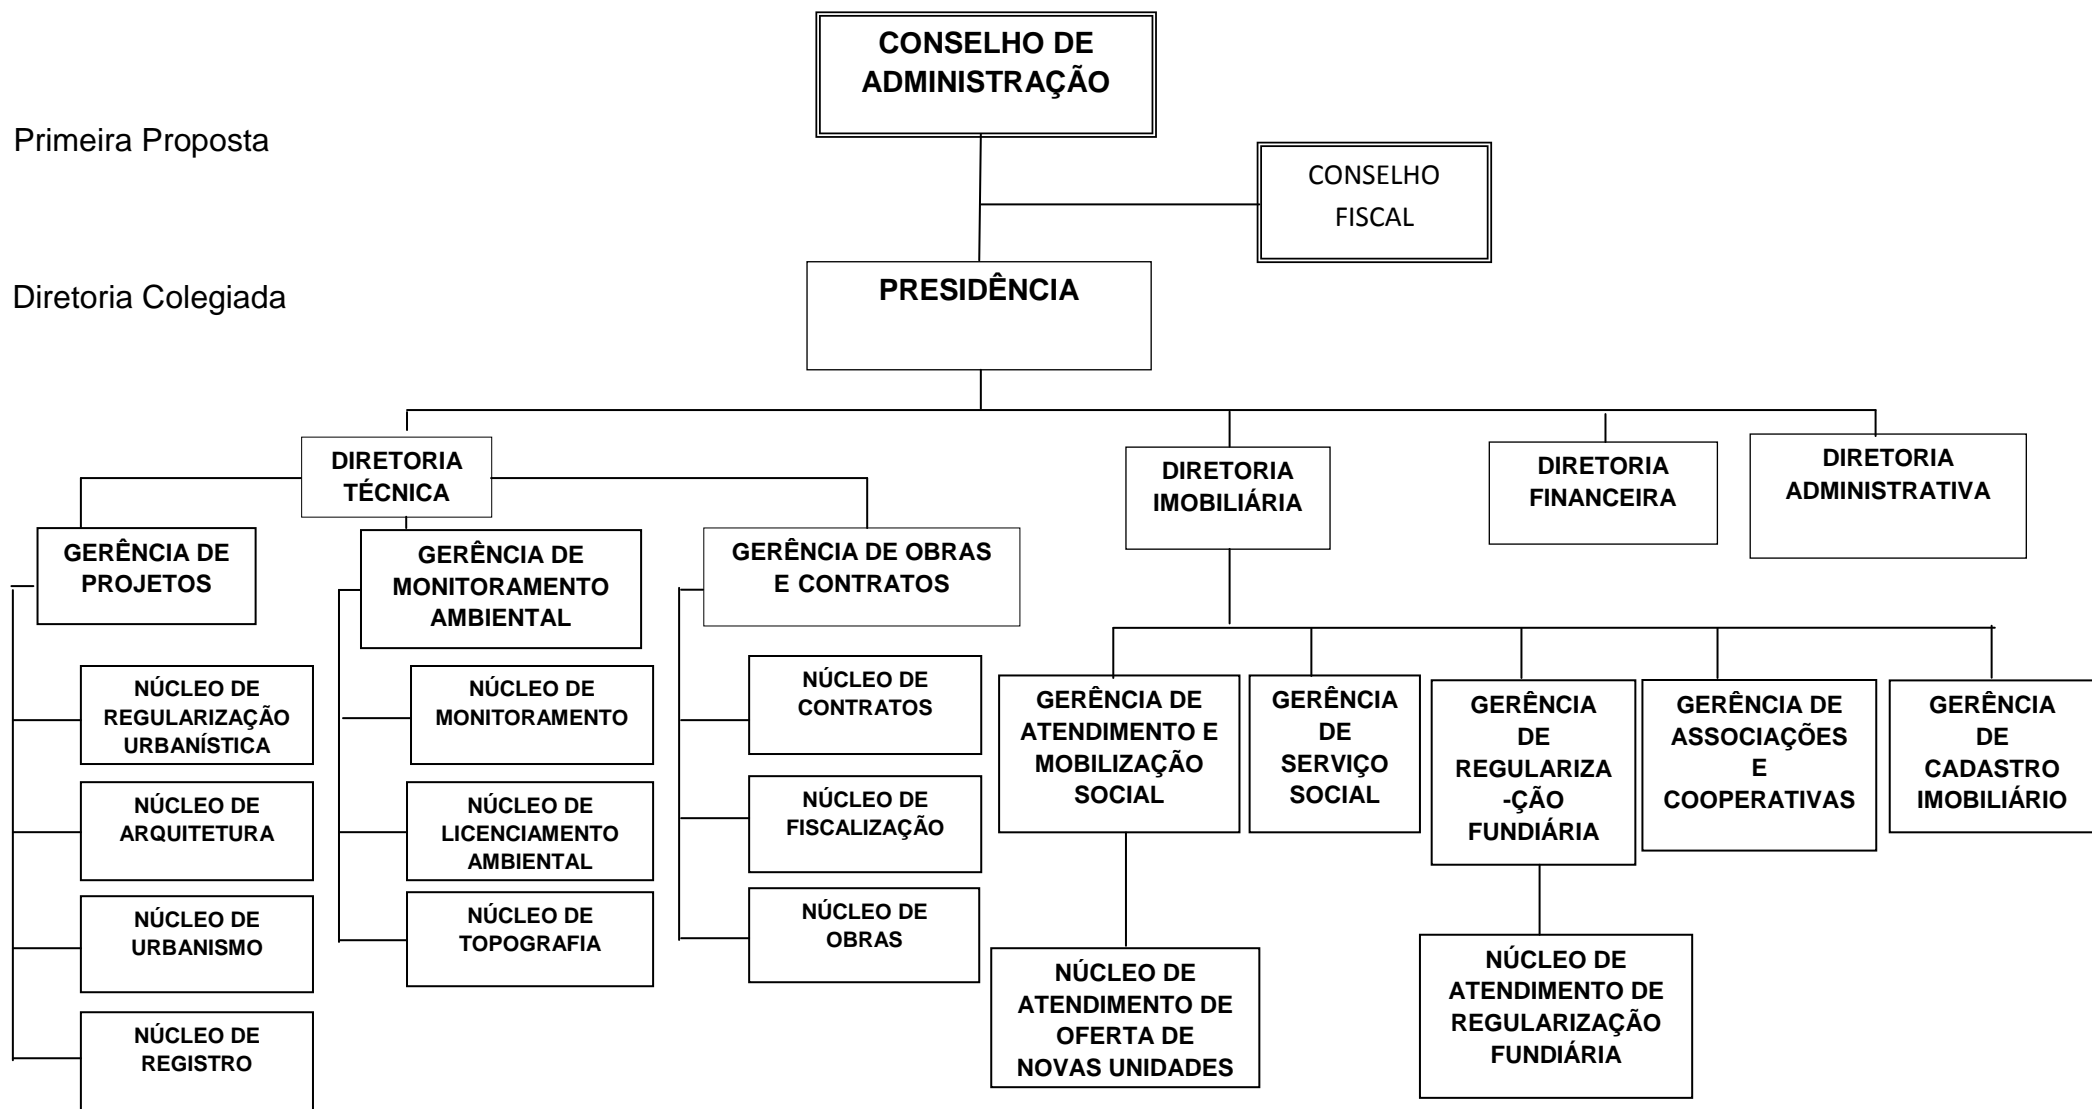 CONSELHO DE
ADMINISTRAÇÃO
Primeira Proposta
CONSELHO
FISCAL
Diretoria Colegiada
PRESIDÊNCIA
DIRETORIA
TÉCNICA
DIRETORIA
IMOBILIÁRIA
DIRETORIA
FINANCEIRA
DIRETORIA
ADMINISTRATIVA
GERÊNCIA DE
PROJETOS
GERÊNCIA DE
MONITORAMENTO
AMBIENTAL
GERÊNCIA DE OBRAS
E CONTRATOS
NÚCLEO DE
REGULARIZAÇÃO
URBANÍSTICA
NÚCLEO DE
ARQUITETURA
NÚCLEO DE
URBANISMO
NÚCLEO DE
REGISTRO
NÚCLEO DE
MONITORAMENTO
NÚCLEO DE
LICENCIAMENTO
AMBIENTAL
NÚCLEO DE
TOPOGRAFIA
NÚCLEO DE
CONTRATOS
NÚCLEO DE
FISCALIZAÇÃO
NÚCLEO DE
OBRAS
GERÊNCIA DE
ATENDIMENTO E
MOBILIZAÇÃO
SOCIAL
GERÊNCIA
DE
SERVIÇO
SOCIAL
GERÊNCIA
DE
REGULARIZA
-ÇÃO
FUNDIÁRIA
GERÊNCIA DE
ASSOCIAÇÕES
E
COOPERATIVAS
GERÊNCIA
DE
CADASTRO
IMOBILIÁRIO
NÚCLEO DE
ATENDIMENTO DE
OFERTA DE
NOVAS UNIDADES
NÚCLEO DE
ATENDIMENTO DE
REGULARIZAÇÃO
FUNDIÁRIA